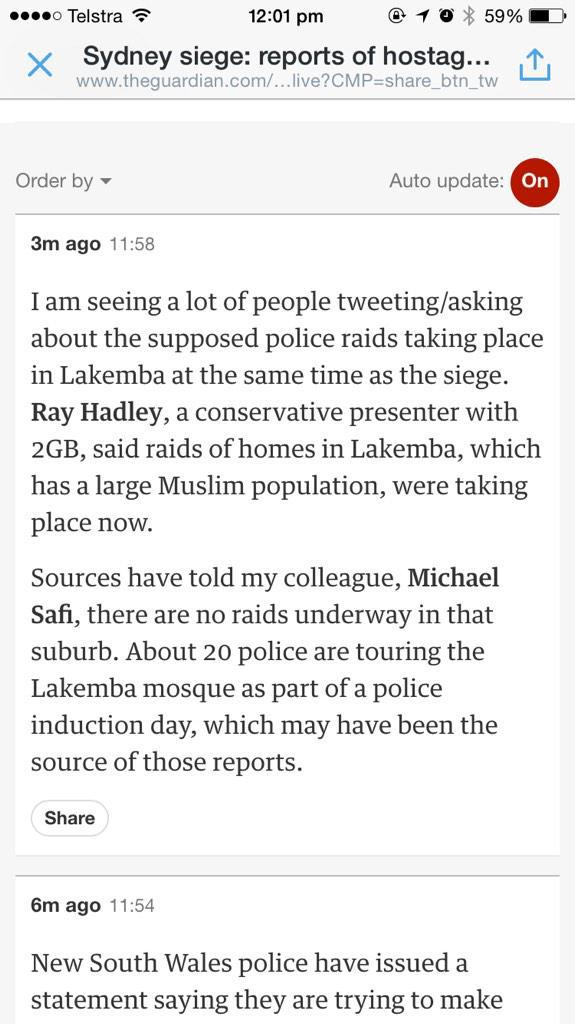 Telstra 12:01 pm 59%
Sydney siege: reports of hostag...
www.theguardian.com/...live?CMP=share_btn_tw
Order by Auto update: On
3m ago 11:58
I am seeing a lot of people tweeting/asking
about the supposed police raids taking place
in Lakemba at the same time as the siege.
Ray Hadley, a conservative presenter with
2GB, said raids of homes in Lakemba, which
has a large Muslim population, were taking
place now.
Sources have told my colleague, Michael
Safi, there are no raids underway in that
suburb. About 20 police are touring the
Lakemba mosque as part of a police
induction day, which may have been the
source of those reports.
Share
6m ago 11:54
New South Wales police have issued a
statement saying they are trying to make